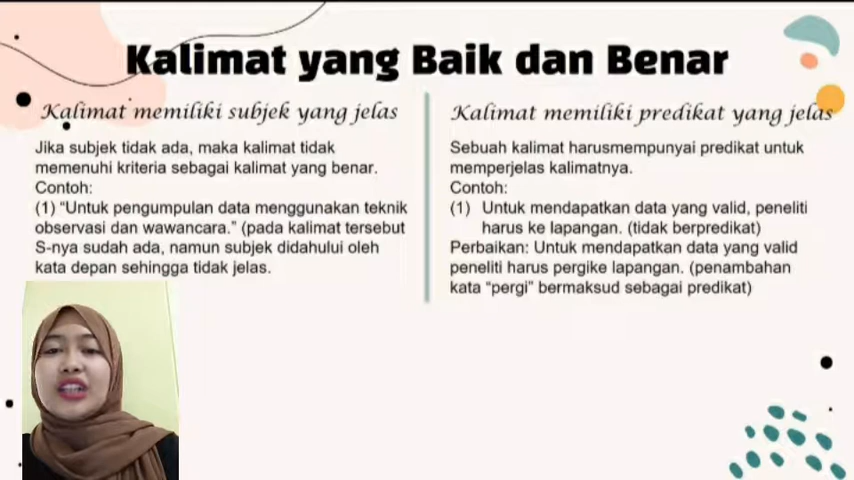 Kalimat yang Baik dan Benar
Kalimat memiliki subjek yang jelas
Jika subjek tidak ada, maka kalimat tidak
memenuhi kriteria sebagai kalimat yang benar.
Contoh:
(1) “Untuk pengumpulan data menggunakan teknik
observasi dan wawancara.” (pada kalimat tersebut
S-nya sudah ada, namun subjek didahului oleh
kata depan sehingga tidak jelas.
Kalimat memiliki predikat yang jelas
Sebuah kalimat harusmempunyai predikat untuk
memperjelas kalimatnya.
Contoh:
(1) Untuk mendapatkan data yang valid, peneliti
harus ke lapangan. (tidak berpredikat)
Perbaikan: Untuk mendapatkan data yang valid
peneliti harus pergike lapangan. (penambahan
kata “pergi” bermaksud sebagai predikat)